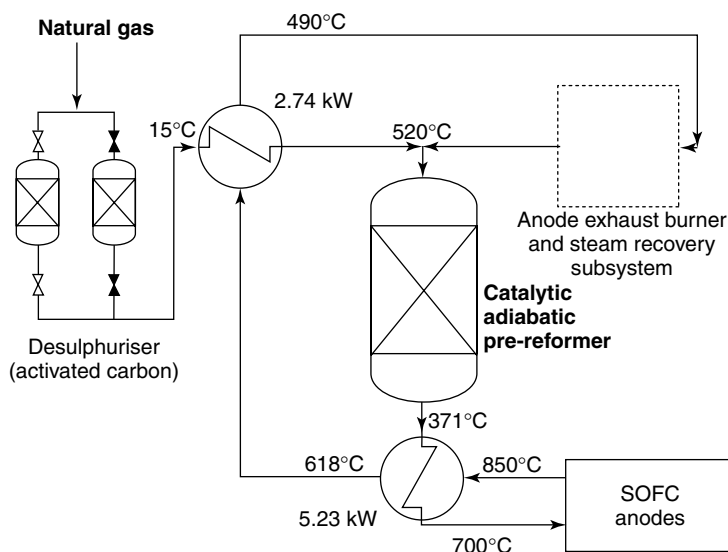 Natural gas
490°C
2.74 kW
15°C
520°C
Anode exhaust burner
and steam recovery
subsystem
Catalytic
adiabatic
pre-reformer
Desulphuriser
(activated carbon)
371°C
618°C
850°C
SOFC
anodes
5.23 kW
700°C